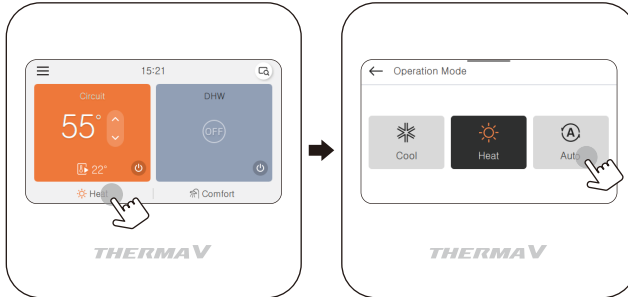 15:21
Circuit
55°
22°
DHW
OFF
Heat
Comfort
THERMA V
Operation Mode
Cool
Heat
A
Auto
THERMA V